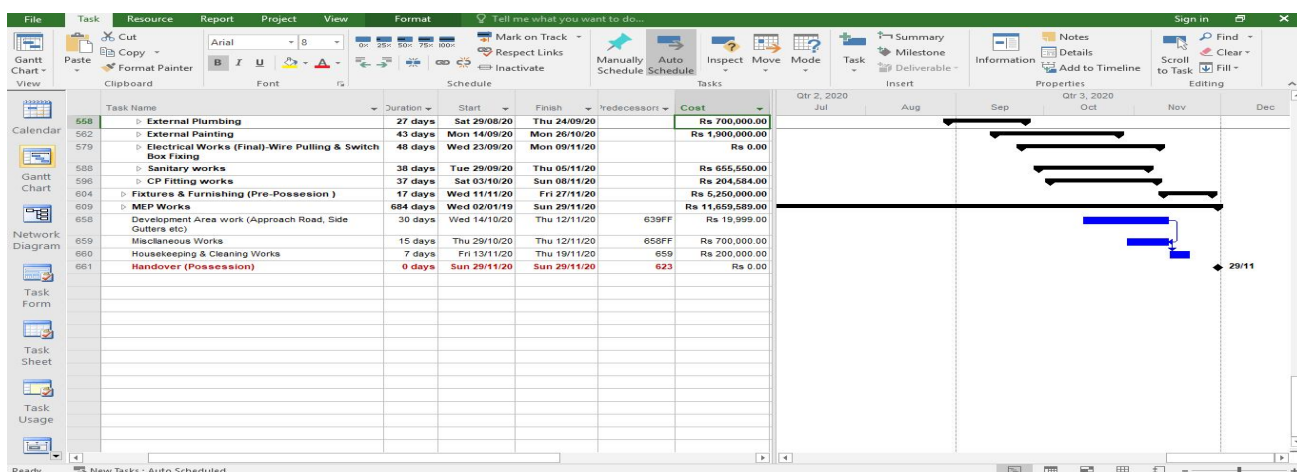 File Task Resource Report Project View Format Tell me what you want to do... Sign in
Gantt Chart
View
Paste
Cut
Copy
Format Painter
Clipboard
Arial 8
B I U A
Font
0% 25% 50% 75% 100%
Mark on Track
Respect Links
Inactivate
Schedule
Manually Schedule
Auto Schedule
Inspect Move Mode
Tasks
Task
Summary
Milestone
Deliverable
Insert
Information
Notes
Details
Add to Timeline
Properties
Scroll to Task
Find
Clear
Fill
Editing
Task Name Duration Start Finish Predecessors Cost
Qtr 2, 2020 Qtr 3, 2020
Jul Aug Sep Oct Nov Dec
558 External Plumbing 27 days Sat 29/08/20 Thu 24/09/20 Rs 700,000.00
562 External Painting 43 days Mon 14/09/20 Mon 26/10/20 Rs 1,900,000.00
579 Electrical Works (Final)-Wire Pulling & Switch 48 days Wed 23/09/20 Mon 09/11/20 Rs 0.00
Box Fixing
588 Sanitary works 38 days Tue 29/09/20 Thu 05/11/20 Rs 655,550.00
596 CP Fitting works 37 days Sat 03/10/20 Sun 08/11/20 Rs 204,584.00
604 Fixtures & Furnishing (Pre-Possesion ) 17 days Wed 11/11/20 Fri 27/11/20 Rs 5,250,000.00
609 MEP Works 684 days Wed 02/01/19 Sun 29/11/20 Rs 11,659,589.00
658 Development Area work (Approach Road, Side 30 days Wed 14/10/20 Thu 12/11/20 639FF Rs 19,999.00
Gutters etc)
659 Miscllaneous Works 15 days Thu 29/10/20 Thu 12/11/20 658FF Rs 700,000.00
660 Housekeeping & Cleaning Works 7 days Fri 13/11/20 Thu 19/11/20 659 Rs 200,000.00
661 Handover (Possession) 0 days Sun 29/11/20 Sun 29/11/20 623 Rs 0.00
29/11
Calendar
Gantt
Chart
Network
Diagram
Task
Form
Task
Sheet
Task
Usage
Ready New Tasks : Auto Scheduled